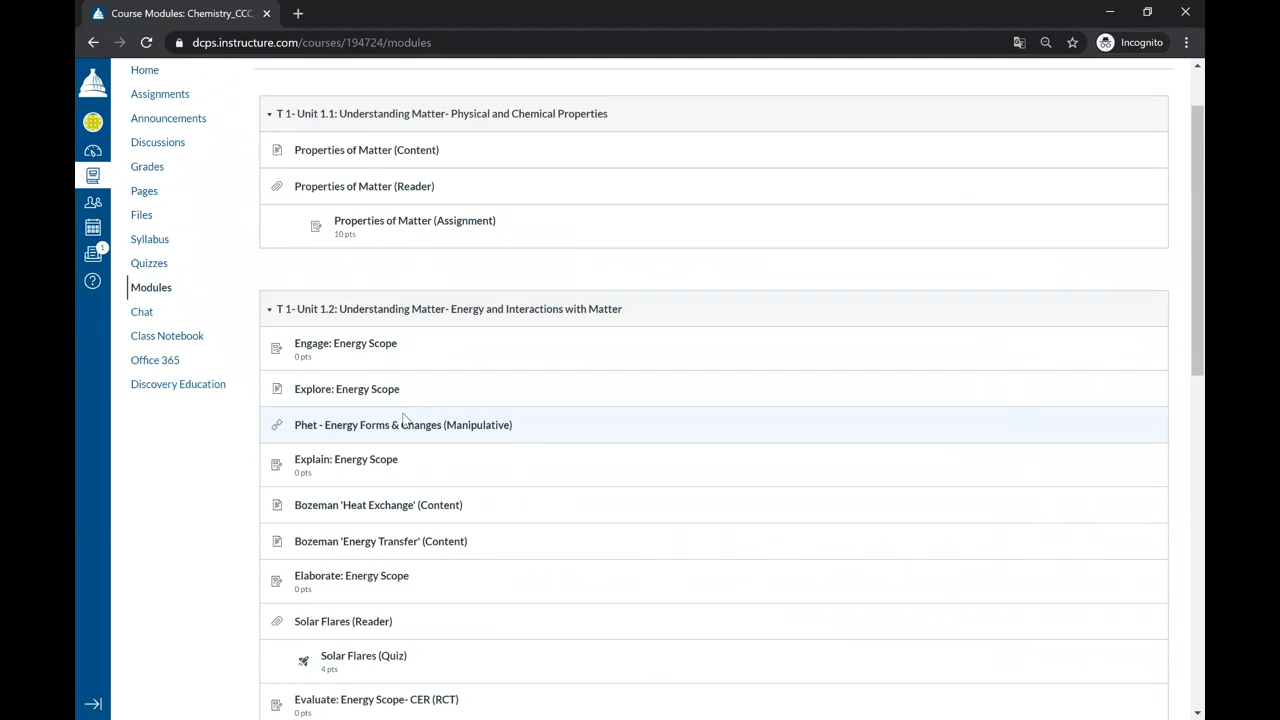 Course Modules: Chemistry_CCC_
dcps.instructure.com/courses/194724/modules
Incognito
Home
Assignments
Announcements
Discussions
Grades
Pages
Files
Syllabus
Quizzes
Modules
Chat
Class Notebook
Office 365
Discovery Education
1
T 1- Unit 1.1: Understanding Matter- Physical and Chemical Properties
Properties of Matter (Content)
Properties of Matter (Reader)
Properties of Matter (Assignment)
10 pts
T 1- Unit 1.2: Understanding Matter- Energy and Interactions with Matter
Engage: Energy Scope
0 pts
Explore: Energy Scope
Phet - Energy Forms & Changes (Manipulative)
Explain: Energy Scope
0 pts
Bozeman 'Heat Exchange' (Content)
Bozeman 'Energy Transfer' (Content)
Elaborate: Energy Scope
0 pts
Solar Flares (Reader)
Solar Flares (Quiz)
4 pts
Evaluate: Energy Scope- CER (RCT)
0 pts